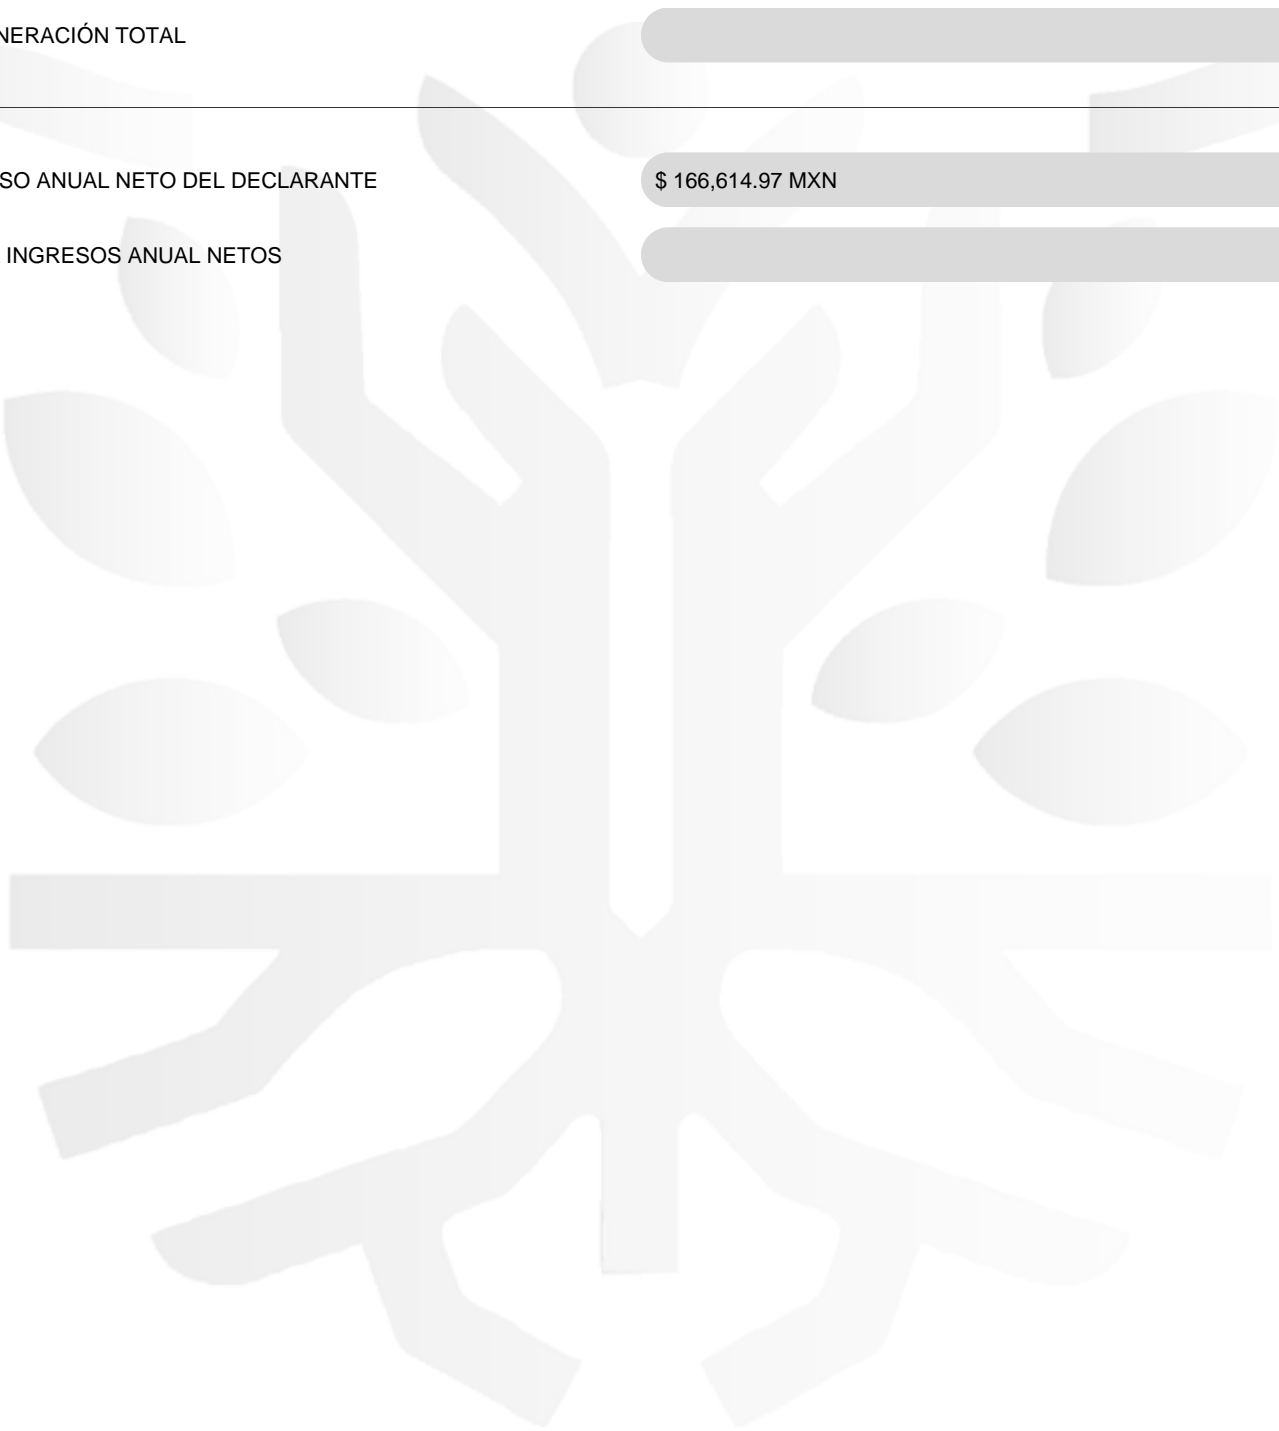 NERACIÓN TOTAL
SO ANUAL NETO DEL DECLARANTE $ 166,614.97 MXN
INGRESOS ANUAL NETOS